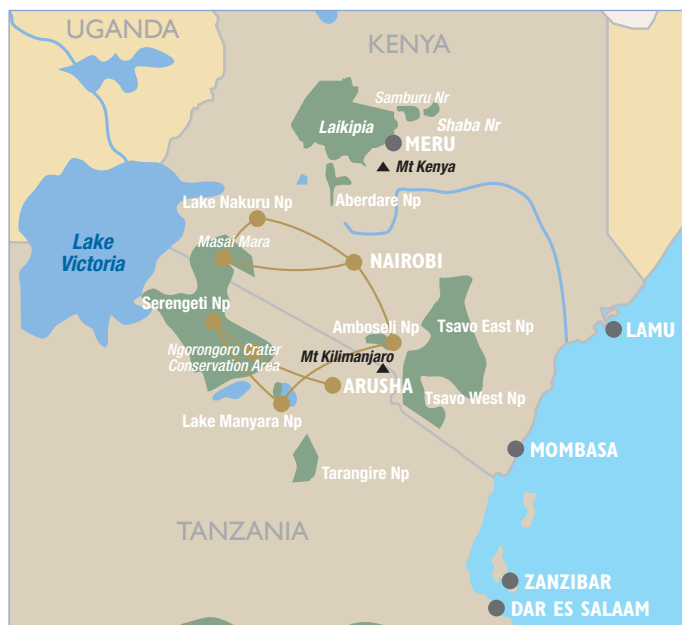 UGANDA
KENYA
Samburu Nr
Laikipia
Shaba Nr
MERU
Mt Kenya
Lake Nakuru Np
Aberdare Np
Lake
Victoria
Masai Mara
NAIROBI
Serengeti Np
Amboseli Np
Tsavo East Np
LAMU
Ngorongoro Crater
Conservation Area
Mt Kilimanjaro
ARUSHA
Tsavo West Np
Lake Manyara Np
MOMBASA
Tarangire Np
TANZANIA
ZANZIBAR
DAR ES SALAAM